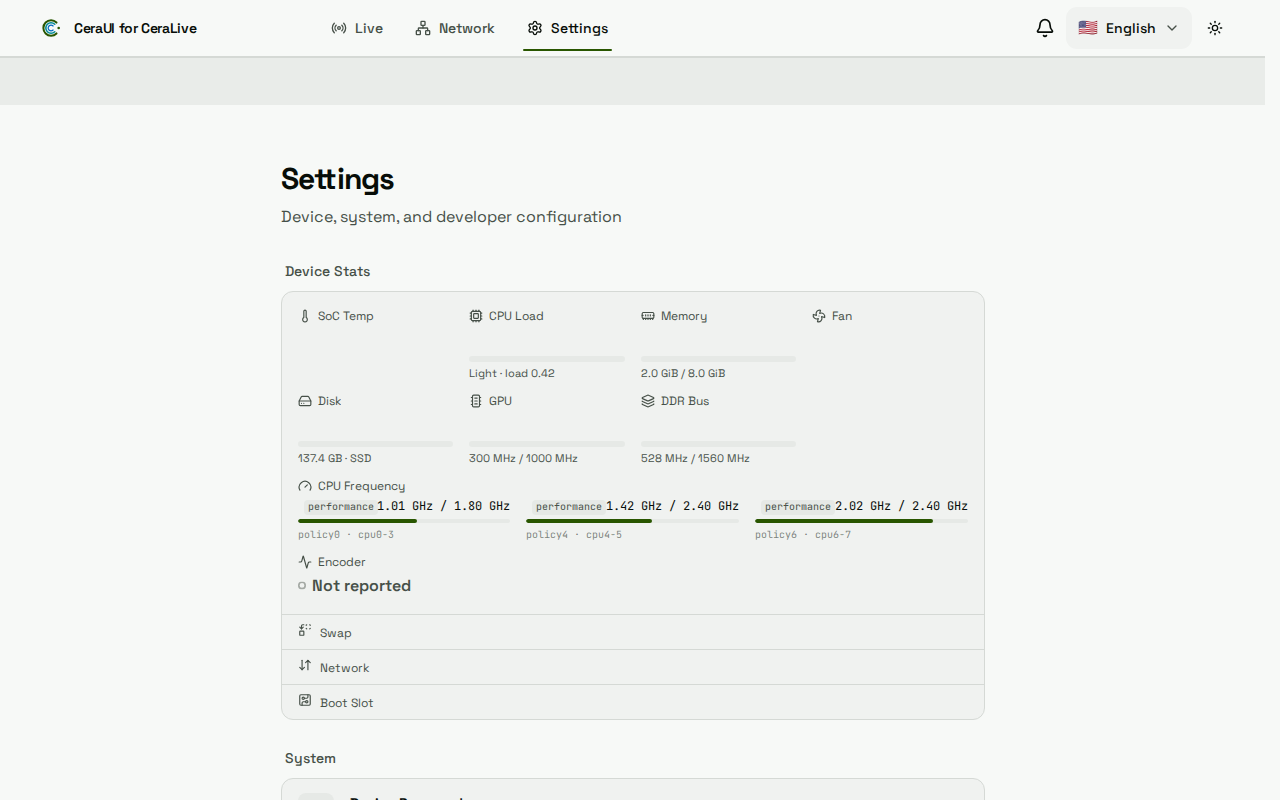 CeraUI for CeraLive
Live
Network
Settings
English
Settings
Device, system, and developer configuration
Device Stats
SoC Temp
CPU Load
Memory
Fan
Light · load 0.42
2.0 GiB / 8.0 GiB
Disk
GPU
DDR Bus
137.4 GB · SSD
300 MHz / 1000 MHz
528 MHz / 1560 MHz
CPU Frequency
performance 1.01 GHz / 1.80 GHz
performance 1.42 GHz / 2.40 GHz
performance 2.02 GHz / 2.40 GHz
policy0 · cpu0-3
policy4 · cpu4-5
policy6 · cpu6-7
Encoder
Not reported
Swap
Network
Boot Slot
System